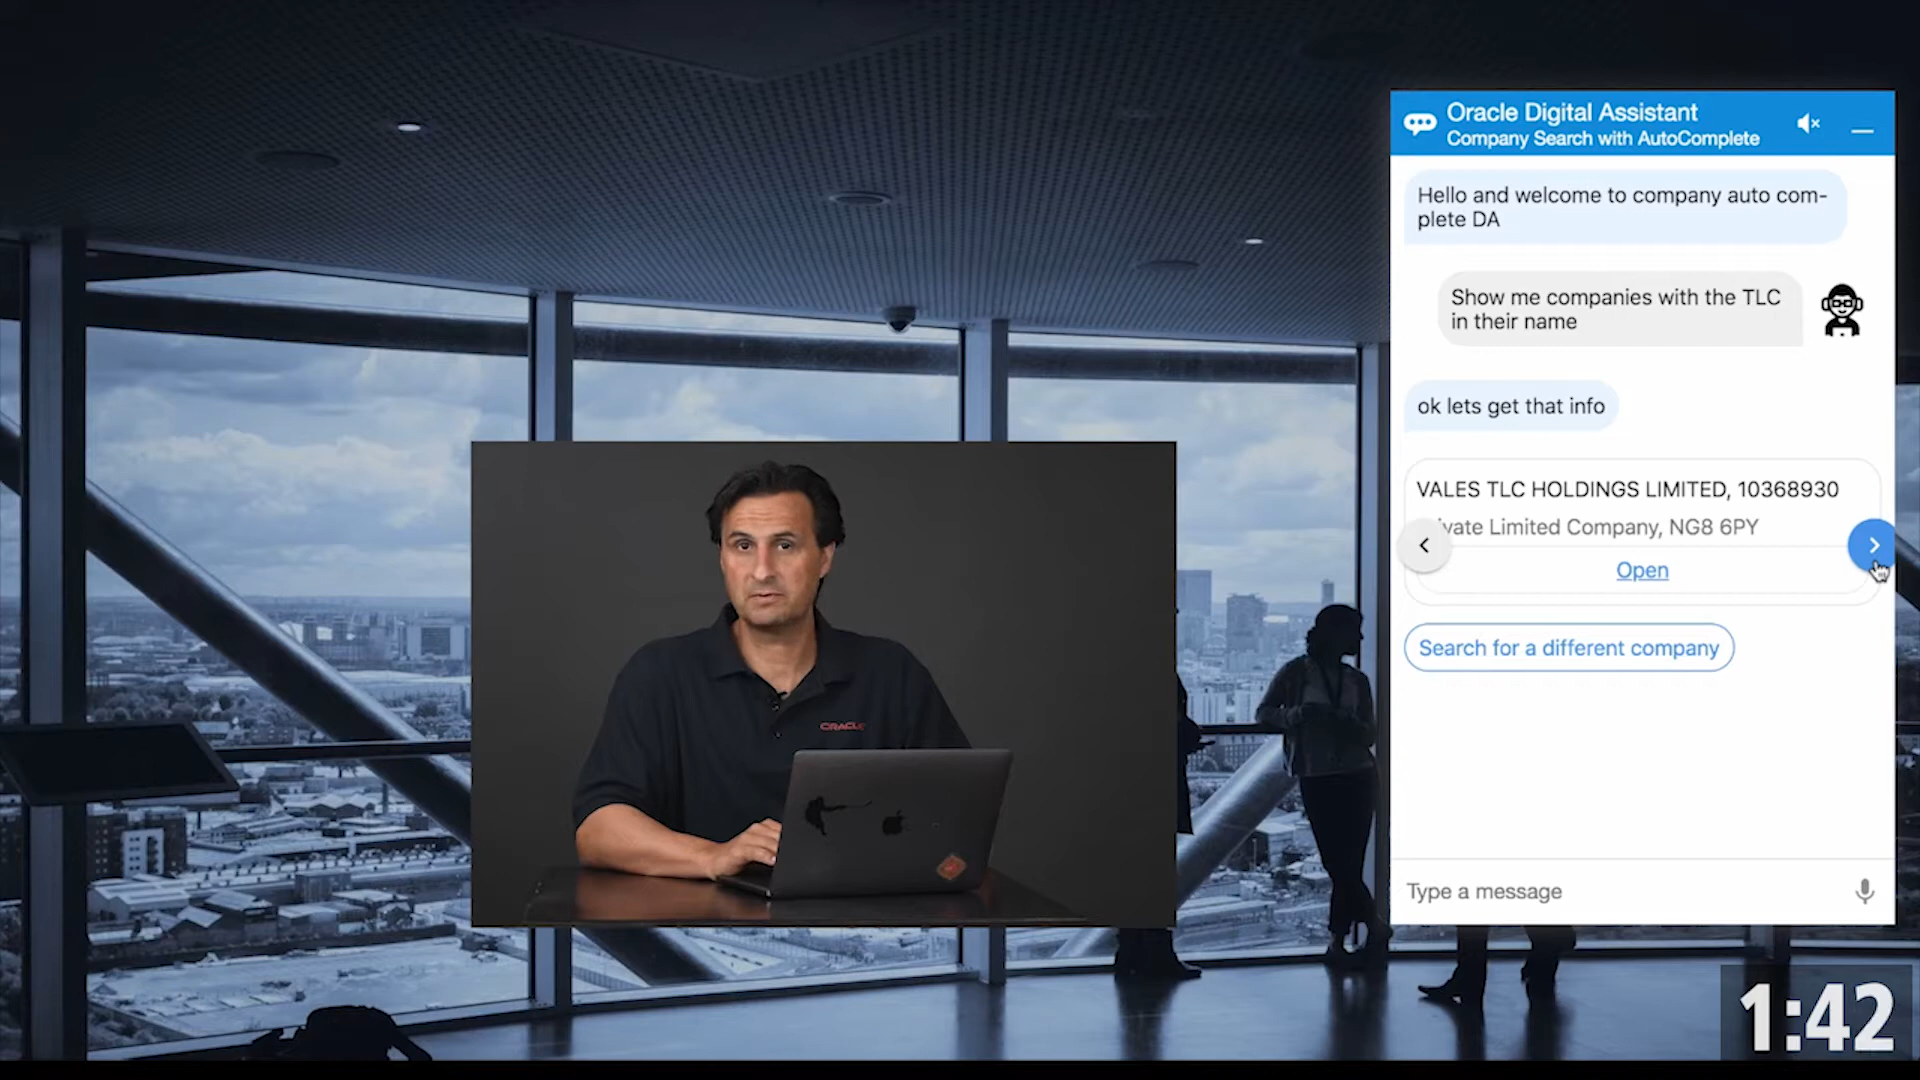 Oracle Digital Assistant
Company Search with AutoComplete
Hello and welcome to company auto com-
plete DA
Show me companies with the TLC
in their name
ok lets get that info
VALES TLC HOLDINGS LIMITED, 10368930
ivate Limited Company, NG8 6PY
Open
Search for a different company
Type a message
ORACLE
1:42